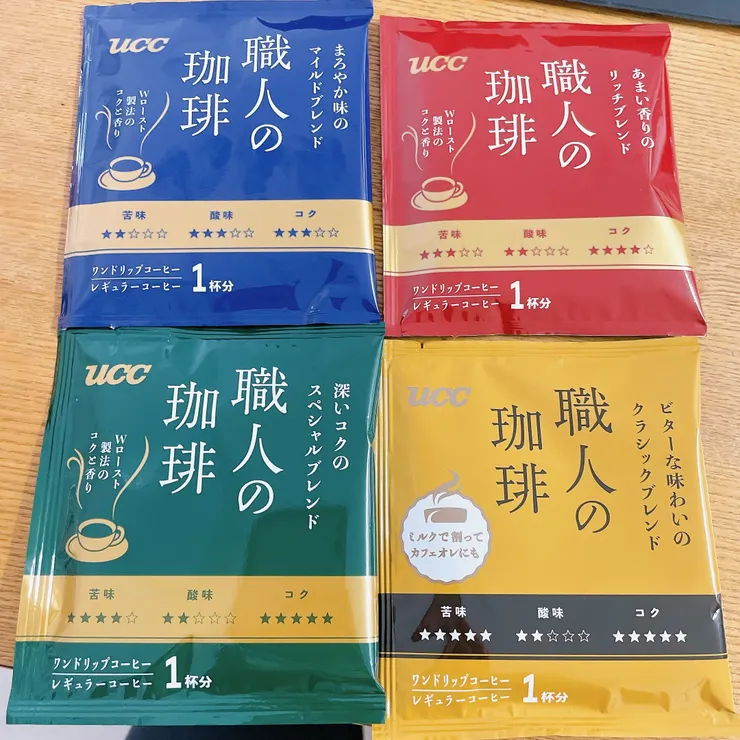 UCC
職人の
珈琲
まろやか味の
マイルドブレンド
Wロースト
製法の
コクと香り
苦味 酸味 コク
★★☆☆☆ ★★★☆☆ ★★★☆☆
ワンドリップコーヒー
レギュラーコーヒー
1杯分
UCC
職人の
珈琲
あまい香りの
リッチブレンド
Wロースト
製法の
コクと香り
苦味 酸味 コク
★★★☆☆ ★★☆☆☆ ★★★★☆
ワンドリップコーヒー
レギュラーコーヒー
1杯分
UCC
職人の
珈琲
深いコクの
スペシャルブレンド
Wロースト
製法の
コクと香り
苦味 酸味 コク
★★★★☆ ★★☆☆☆ ★★★★★
ワンドリップコーヒー
レギュラーコーヒー
1杯分
UCC
職人の
珈琲
ビターな味わいの
クラシックブレンド
ミルクで割って
カフェオレにも
苦味 酸味 コク
★★★★★ ★★☆☆☆ ★★★★★
ワンドリップコーヒー
レギュラーコーヒー
1杯分